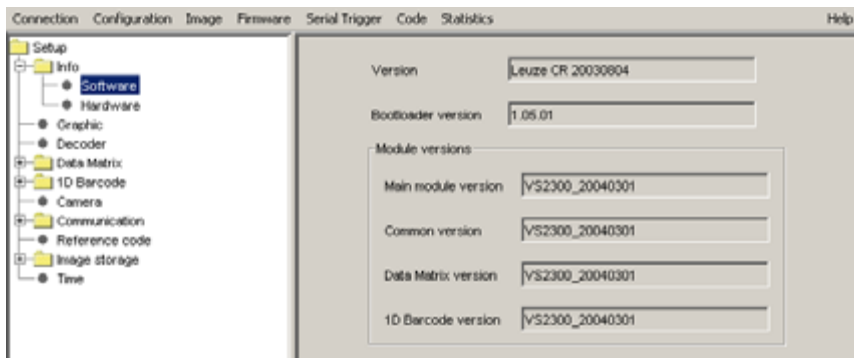 Connection Configuration Image Firmware Serial Trigger Code Statistics Help
Setup
Info
Software
Hardware
Graphic
Decoder
Data Matrix
1D Barcode
Camera
Communication
Reference code
Image storage
Time
Version Leuze CR 20030804
Bootloader version 1.05.01
Module versions
Main module version VS2300_20040301
Common version VS2300_20040301
Data Matrix version VS2300_20040301
1D Barcode version VS2300_20040301